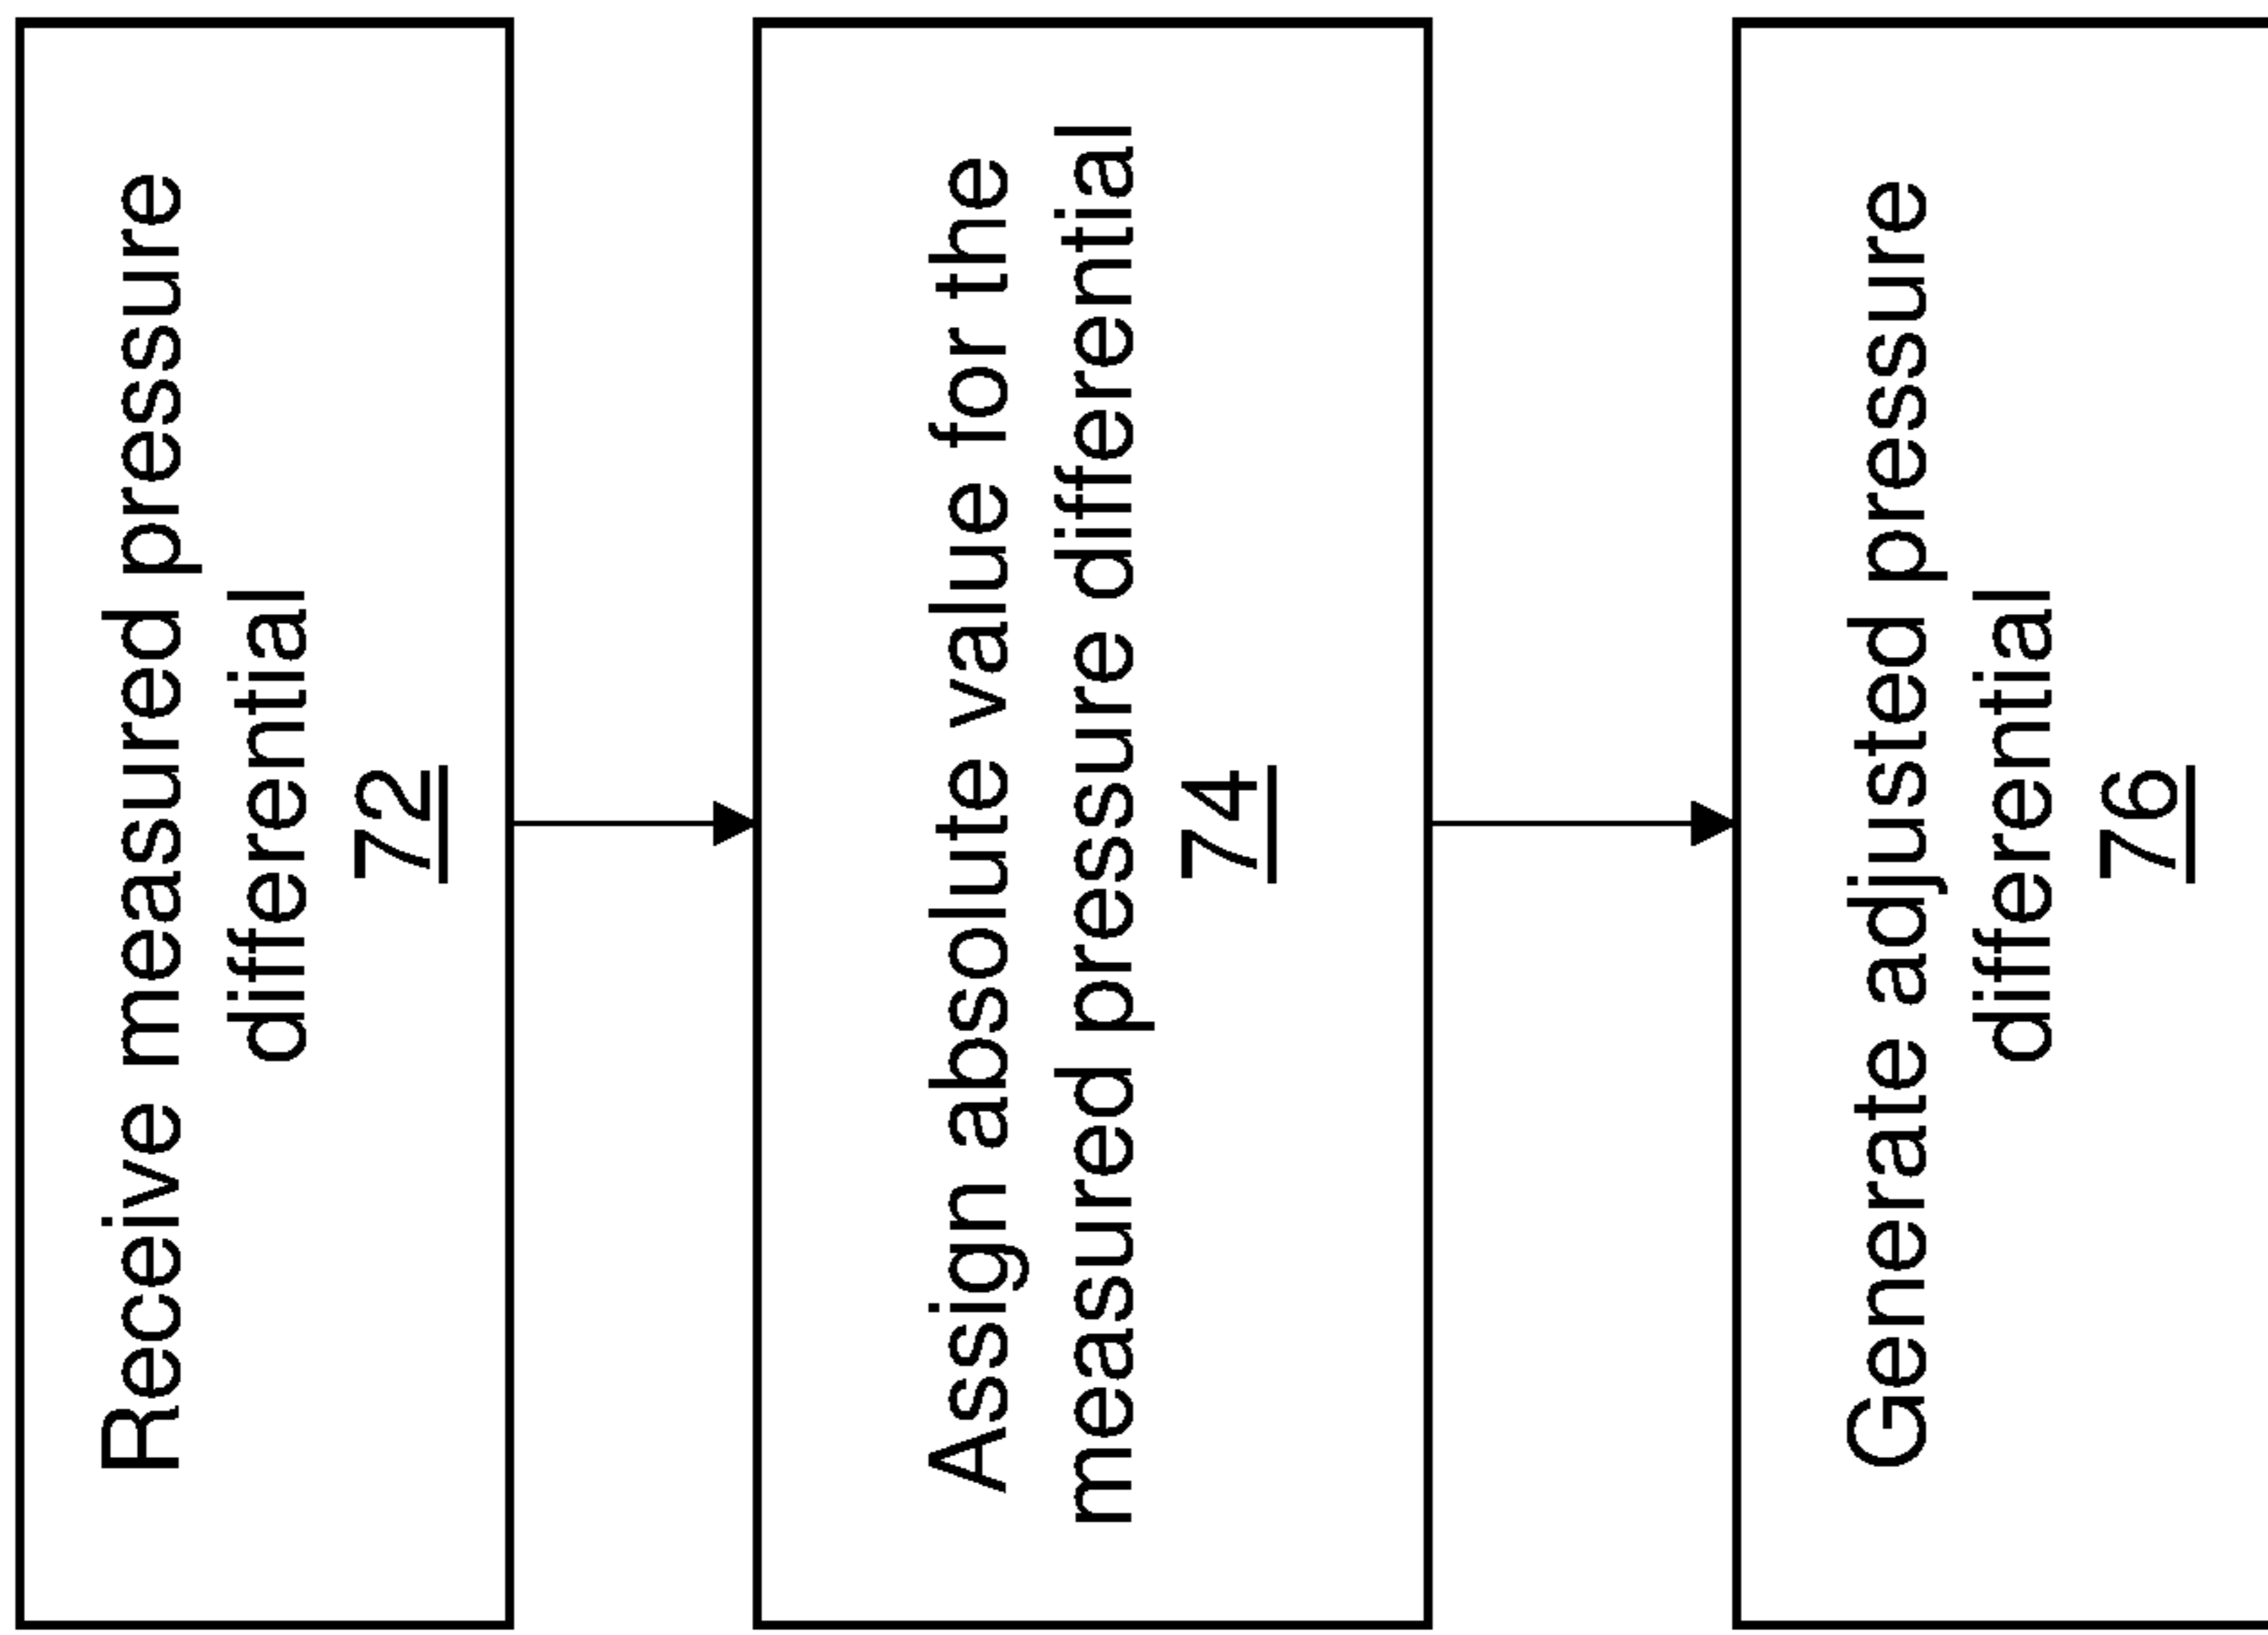 Receive measured pressure
differential
72
Assign absolute value for the
measured pressure differential
74
Generate adjusted pressure
differential
76